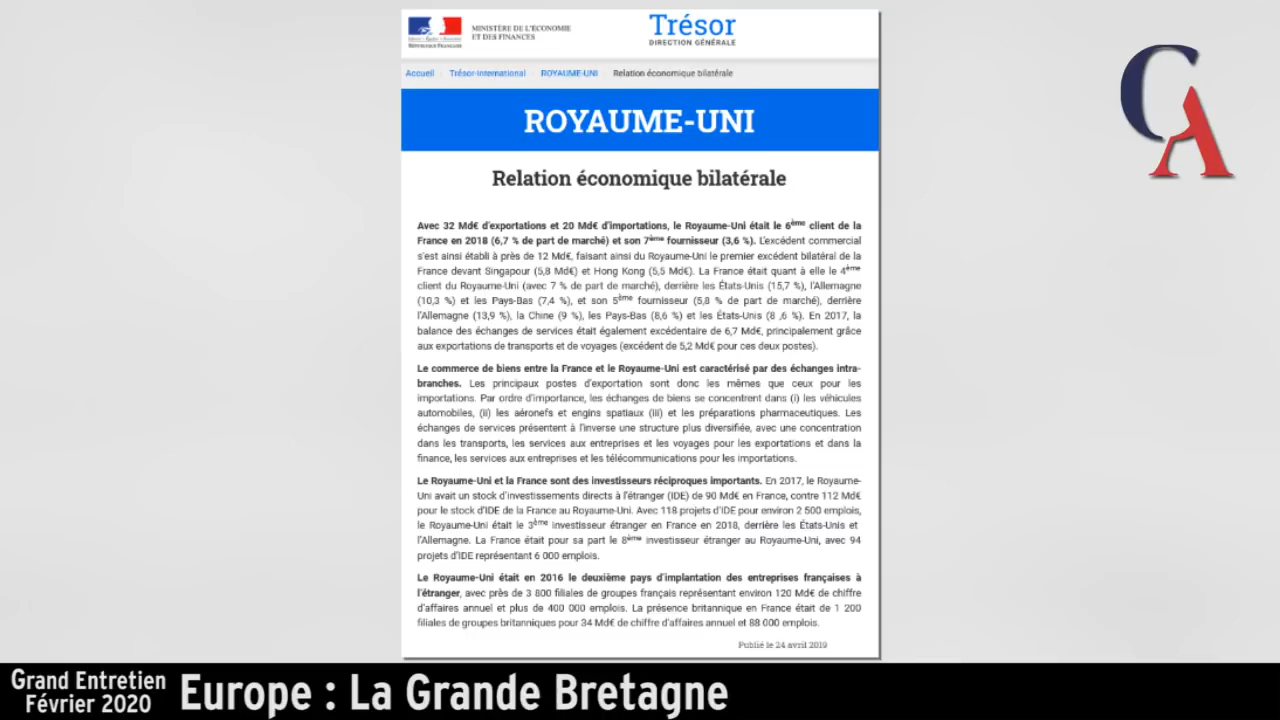 MINISTÈRE DE L'ÉCONOMIE
ET DES FINANCES
RÉPUBLIQUE FRANÇAISE
Trésor
DIRECTION GÉNÉRALE
Accueil Trésor-International ROYAUME-UNI Relation économique bilatérale
ROYAUME-UNI
Relation économique bilatérale
Avec 32 Md€ d'exportations et 20 Md€ d'importations, le Royaume-Uni était le 6ème client de la
France en 2018 (6,7 % de part de marché) et son 7ème fournisseur (3,6 %). L'excédent commercial
s'est ainsi établi à près de 12 Md€, faisant ainsi du Royaume-Uni le premier excédent bilatéral de la
France devant Singapour (5,8 Md€) et Hong Kong (5,5 Md€). La France était quant à elle le 4ème
client du Royaume-Uni (avec 7 % de part de marché), derrière les États-Unis (15,7 %), l'Allemagne
(10,3 %) et les Pays-Bas (7,4 %), et son 5ème fournisseur (5,8 % de part de marché), derrière
l'Allemagne (13,9 %), la Chine (9 %), les Pays-Bas (8,6 %) et les États-Unis (8 ,6 %). En 2017, la
balance des échanges de services était également excédentaire de 6,7 Md€, principalement grâce
aux exportations de transports et de voyages (excédent de 5,2 Md€ pour ces deux postes).
Le commerce de biens entre la France et le Royaume-Uni est caractérisé par des échanges intra-
branches. Les principaux postes d'exportation sont donc les mêmes que ceux pour les
importations. Par ordre d'importance, les échanges de biens se concentrent dans (i) les véhicules
automobiles, (ii) les aéronefs et engins spatiaux (iii) et les préparations pharmaceutiques. Les
échanges de services présentent à l'inverse une structure plus diversifiée, avec une concentration
dans les transports, les services aux entreprises et les voyages pour les exportations et dans la
finance, les services aux entreprises et les télécommunications pour les importations.
Le Royaume-Uni et la France sont des investisseurs réciproques importants. En 2017, le Royaume-
Uni avait un stock d'investissements directs à l'étranger (IDE) de 90 Md€ en France, contre 112 Md€
pour le stock d'IDE de la France au Royaume-Uni. Avec 118 projets d'IDE pour environ 2 500 emplois,
le Royaume-Uni était le 3ème investisseur étranger en France en 2018, derrière les États-Unis et
l'Allemagne. La France était pour sa part le 8ème investisseur étranger au Royaume-Uni, avec 94
projets d'IDE représentant 6 000 emplois.
Le Royaume-Uni était en 2016 le deuxième pays d'implantation des entreprises françaises à
l'étranger, avec près de 3 800 filiales de groupes français représentant environ 120 Md€ de chiffre
d'affaires annuel et plus de 400 000 emplois. La présence britannique en France était de 1 200
filiales de groupes britanniques pour 34 Md€ de chiffre d'affaires annuel et 88 000 emplois.
Publié le 24 avril 2019
CA
Grand Entretien
Février 2020
Europe : La Grande Bretagne